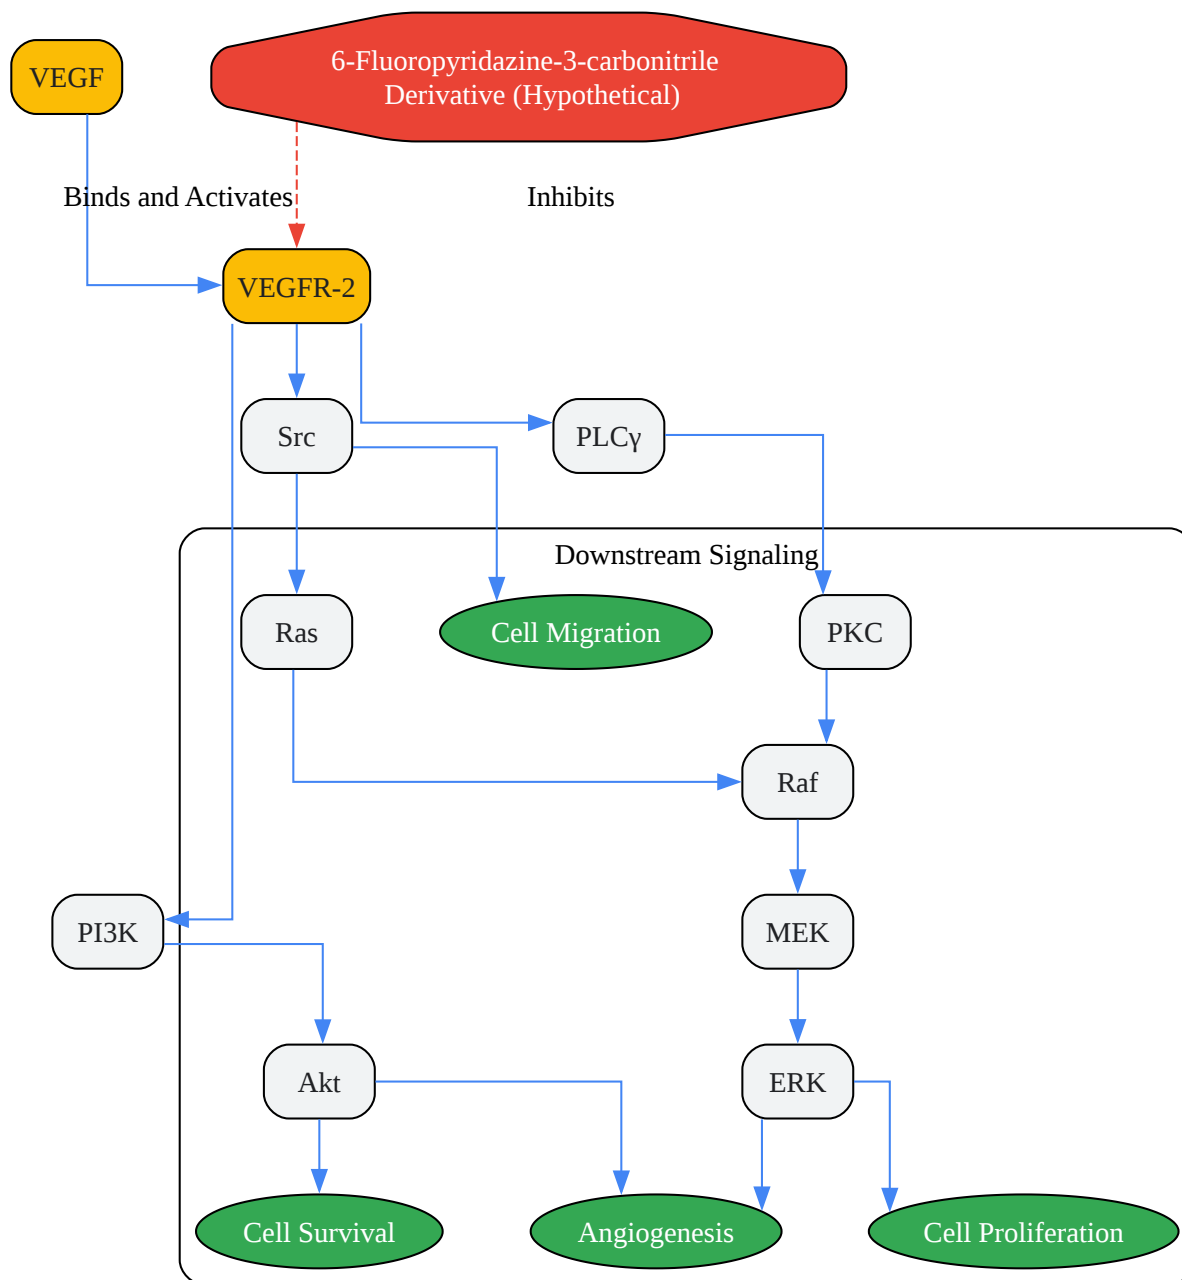 VEGF
6-Fluoropyridazine-3-carbonitrile
Derivative (Hypothetical)
Binds and Activates
Inhibits
VEGFR-2
Src
PLCγ
Downstream Signaling
Ras
Cell Migration
PKC
Raf
PI3K
MEK
Akt
ERK
Cell Survival
Angiogenesis
Cell Proliferation